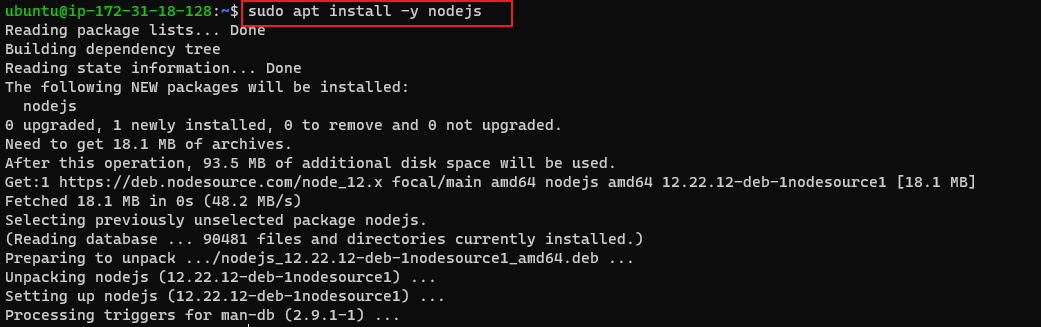 ubuntu@ip-172-31-18-128:~$ sudo apt install -y nodejs
Reading package lists... Done
Building dependency tree
Reading state information... Done
The following NEW packages will be installed:
  nodejs
0 upgraded, 1 newly installed, 0 to remove and 0 not upgraded.
Need to get 18.1 MB of archives.
After this operation, 93.5 MB of additional disk space will be used.
Get:1 https://deb.nodesource.com/node_12.x focal/main amd64 nodejs amd64 12.22.12-deb-1nodesource1 [18.1 MB]
Fetched 18.1 MB in 0s (48.2 MB/s)
Selecting previously unselected package nodejs.
(Reading database ... 90481 files and directories currently installed.)
Preparing to unpack .../nodejs_12.22.12-deb-1nodesource1_amd64.deb ...
Unpacking nodejs (12.22.12-deb-1nodesource1) ...
Setting up nodejs (12.22.12-deb-1nodesource1) ...
Processing triggers for man-db (2.9.1-1) ...